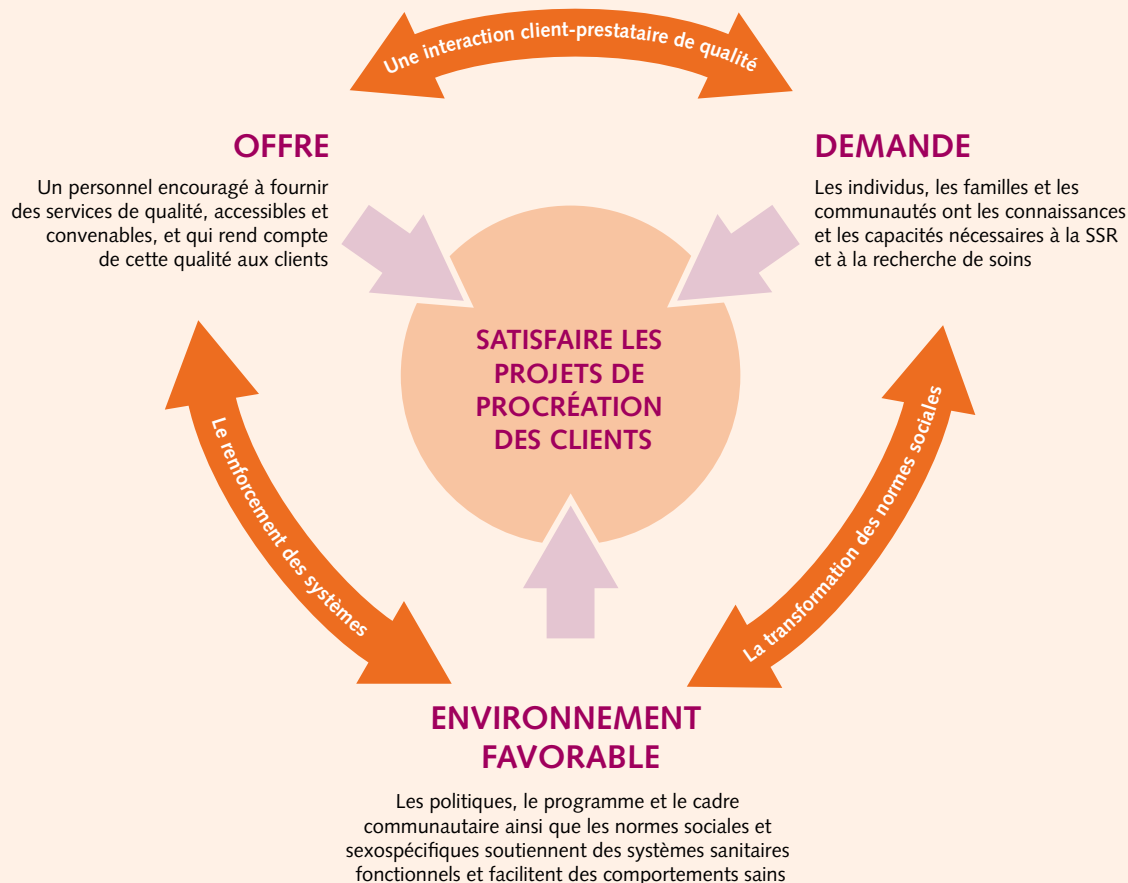 Une interaction client-prestataire de qualité
OFFRE
Un personnel encouragé à fournir
des services de qualité, accessibles et
convenables, et qui rend compte
de cette qualité aux clients
DEMANDE
Les individus, les familles et les
communautés ont les connaissances
et les capacités nécessaires à la SSR
et à la recherche de soins
SATISFAIRE LES
PROJETS DE
PROCRÉATION
DES CLIENTS
Le renforcement des systèmes
La transformation des normes sociales
ENVIRONNEMENT
FAVORABLE
Les politiques, le programme et le cadre
communautaire ainsi que les normes sociales et
sexospécifiques soutiennent des systèmes sanitaires
fonctionnels et facilitent des comportements sains